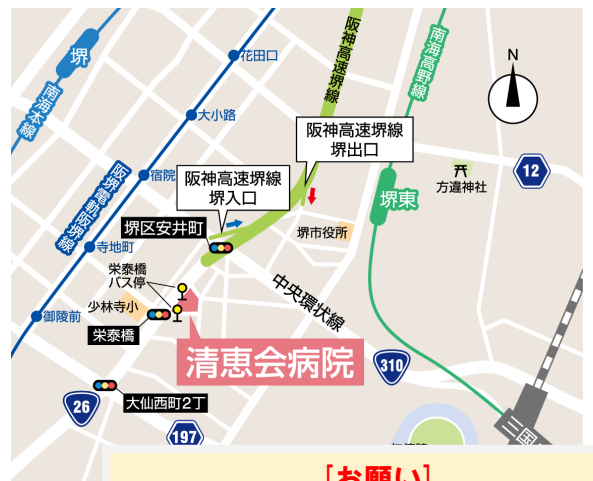 堺
南海本線
花田口
大小路
宿院
阪堺電軌阪堺線
寺地町
御陵前
阪神高速堺線
南海高野線
N
阪神高速堺線
堺出口
阪神高速堺線
堺入口
12
方違神社
堺東
堺市役所
堺区安井町
栄泰橋
バス停
少林寺小
栄泰橋
中央環状線
清恵会病院
310
26
大仙西町2丁
197
三国
[お願い]